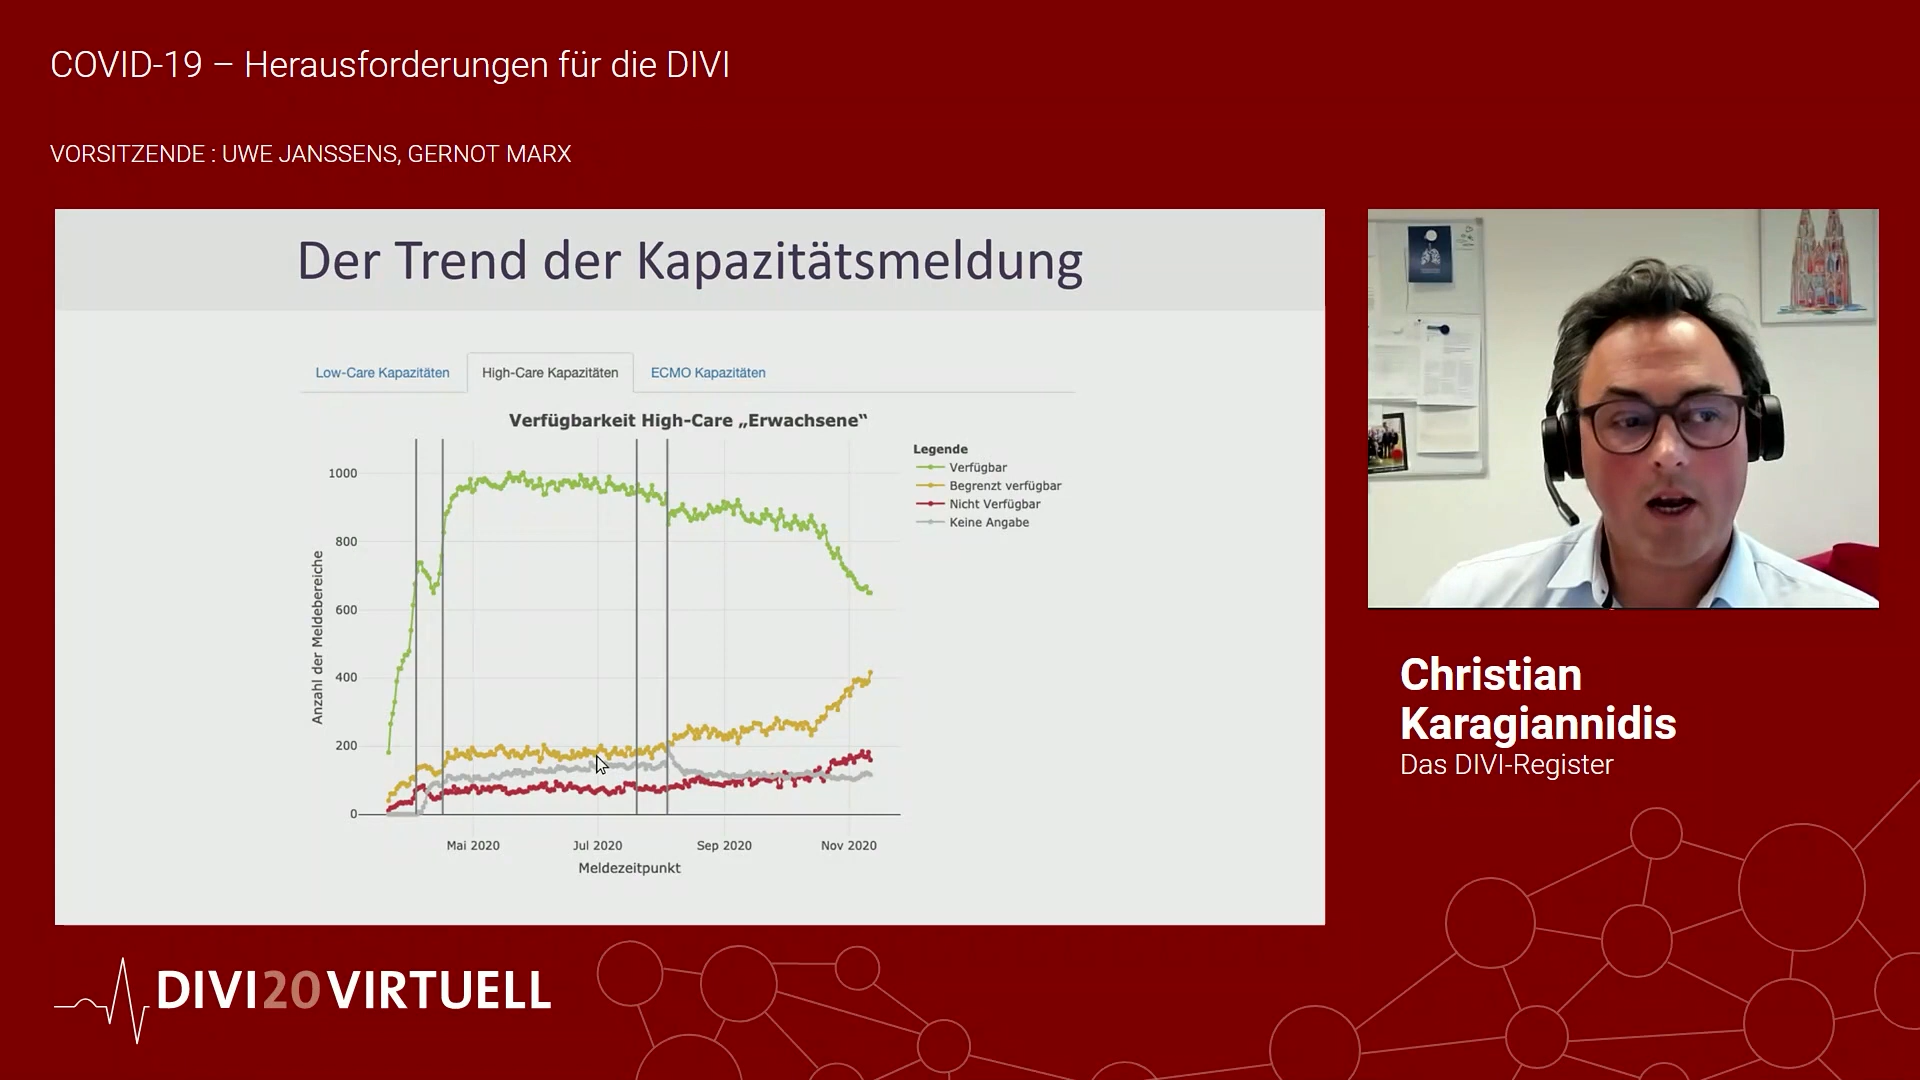 COVID-19 – Herausforderungen für die DIVI
VORSITZENDE : UWE JANSSENS, GERNOT MARX
Der Trend der Kapazitätsmeldung
Low-Care Kapazitäten
High-Care Kapazitäten
ECMO Kapazitäten
Verfügbarkeit High-Care „Erwachsene“
Legende
Verfügbar
Begrenzt verfügbar
Nicht Verfügbar
Keine Angabe
Anzahl der Meldebereiche
1000
800
600
400
200
0
Mai 2020
Jul 2020
Sep 2020
Nov 2020
Meldezeitpunkt
Christian
Karagiannidis
Das DIVI-Register
DIVI20VIRTUELL